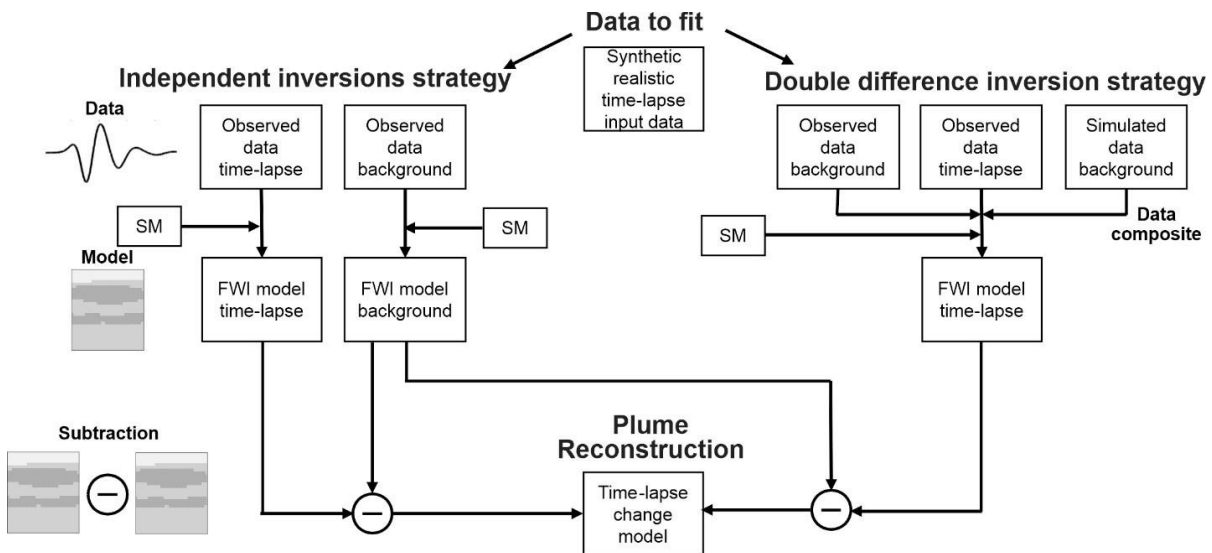 Data to fit
Synthetic
realistic
time-lapse
input data
Independent inversions strategy
Double difference inversion strategy
Data
Observed
data
time-lapse
Observed
data
background
Observed
data
background
Observed
data
time-lapse
Simulated
data
background
SM
SM
SM
Data
composite
Model
FWI model
time-lapse
FWI model
background
FWI model
time-lapse
Subtraction
Plume
Reconstruction
Time-lapse
change
model